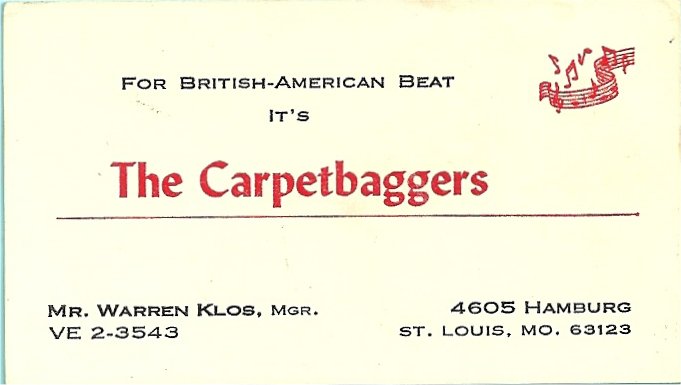 For British-American Beat
It's
The Carpetbaggers
Mr. Warren Klos, Mgr.
VE 2-3543
4605 Hamburg
St. Louis, Mo. 63123